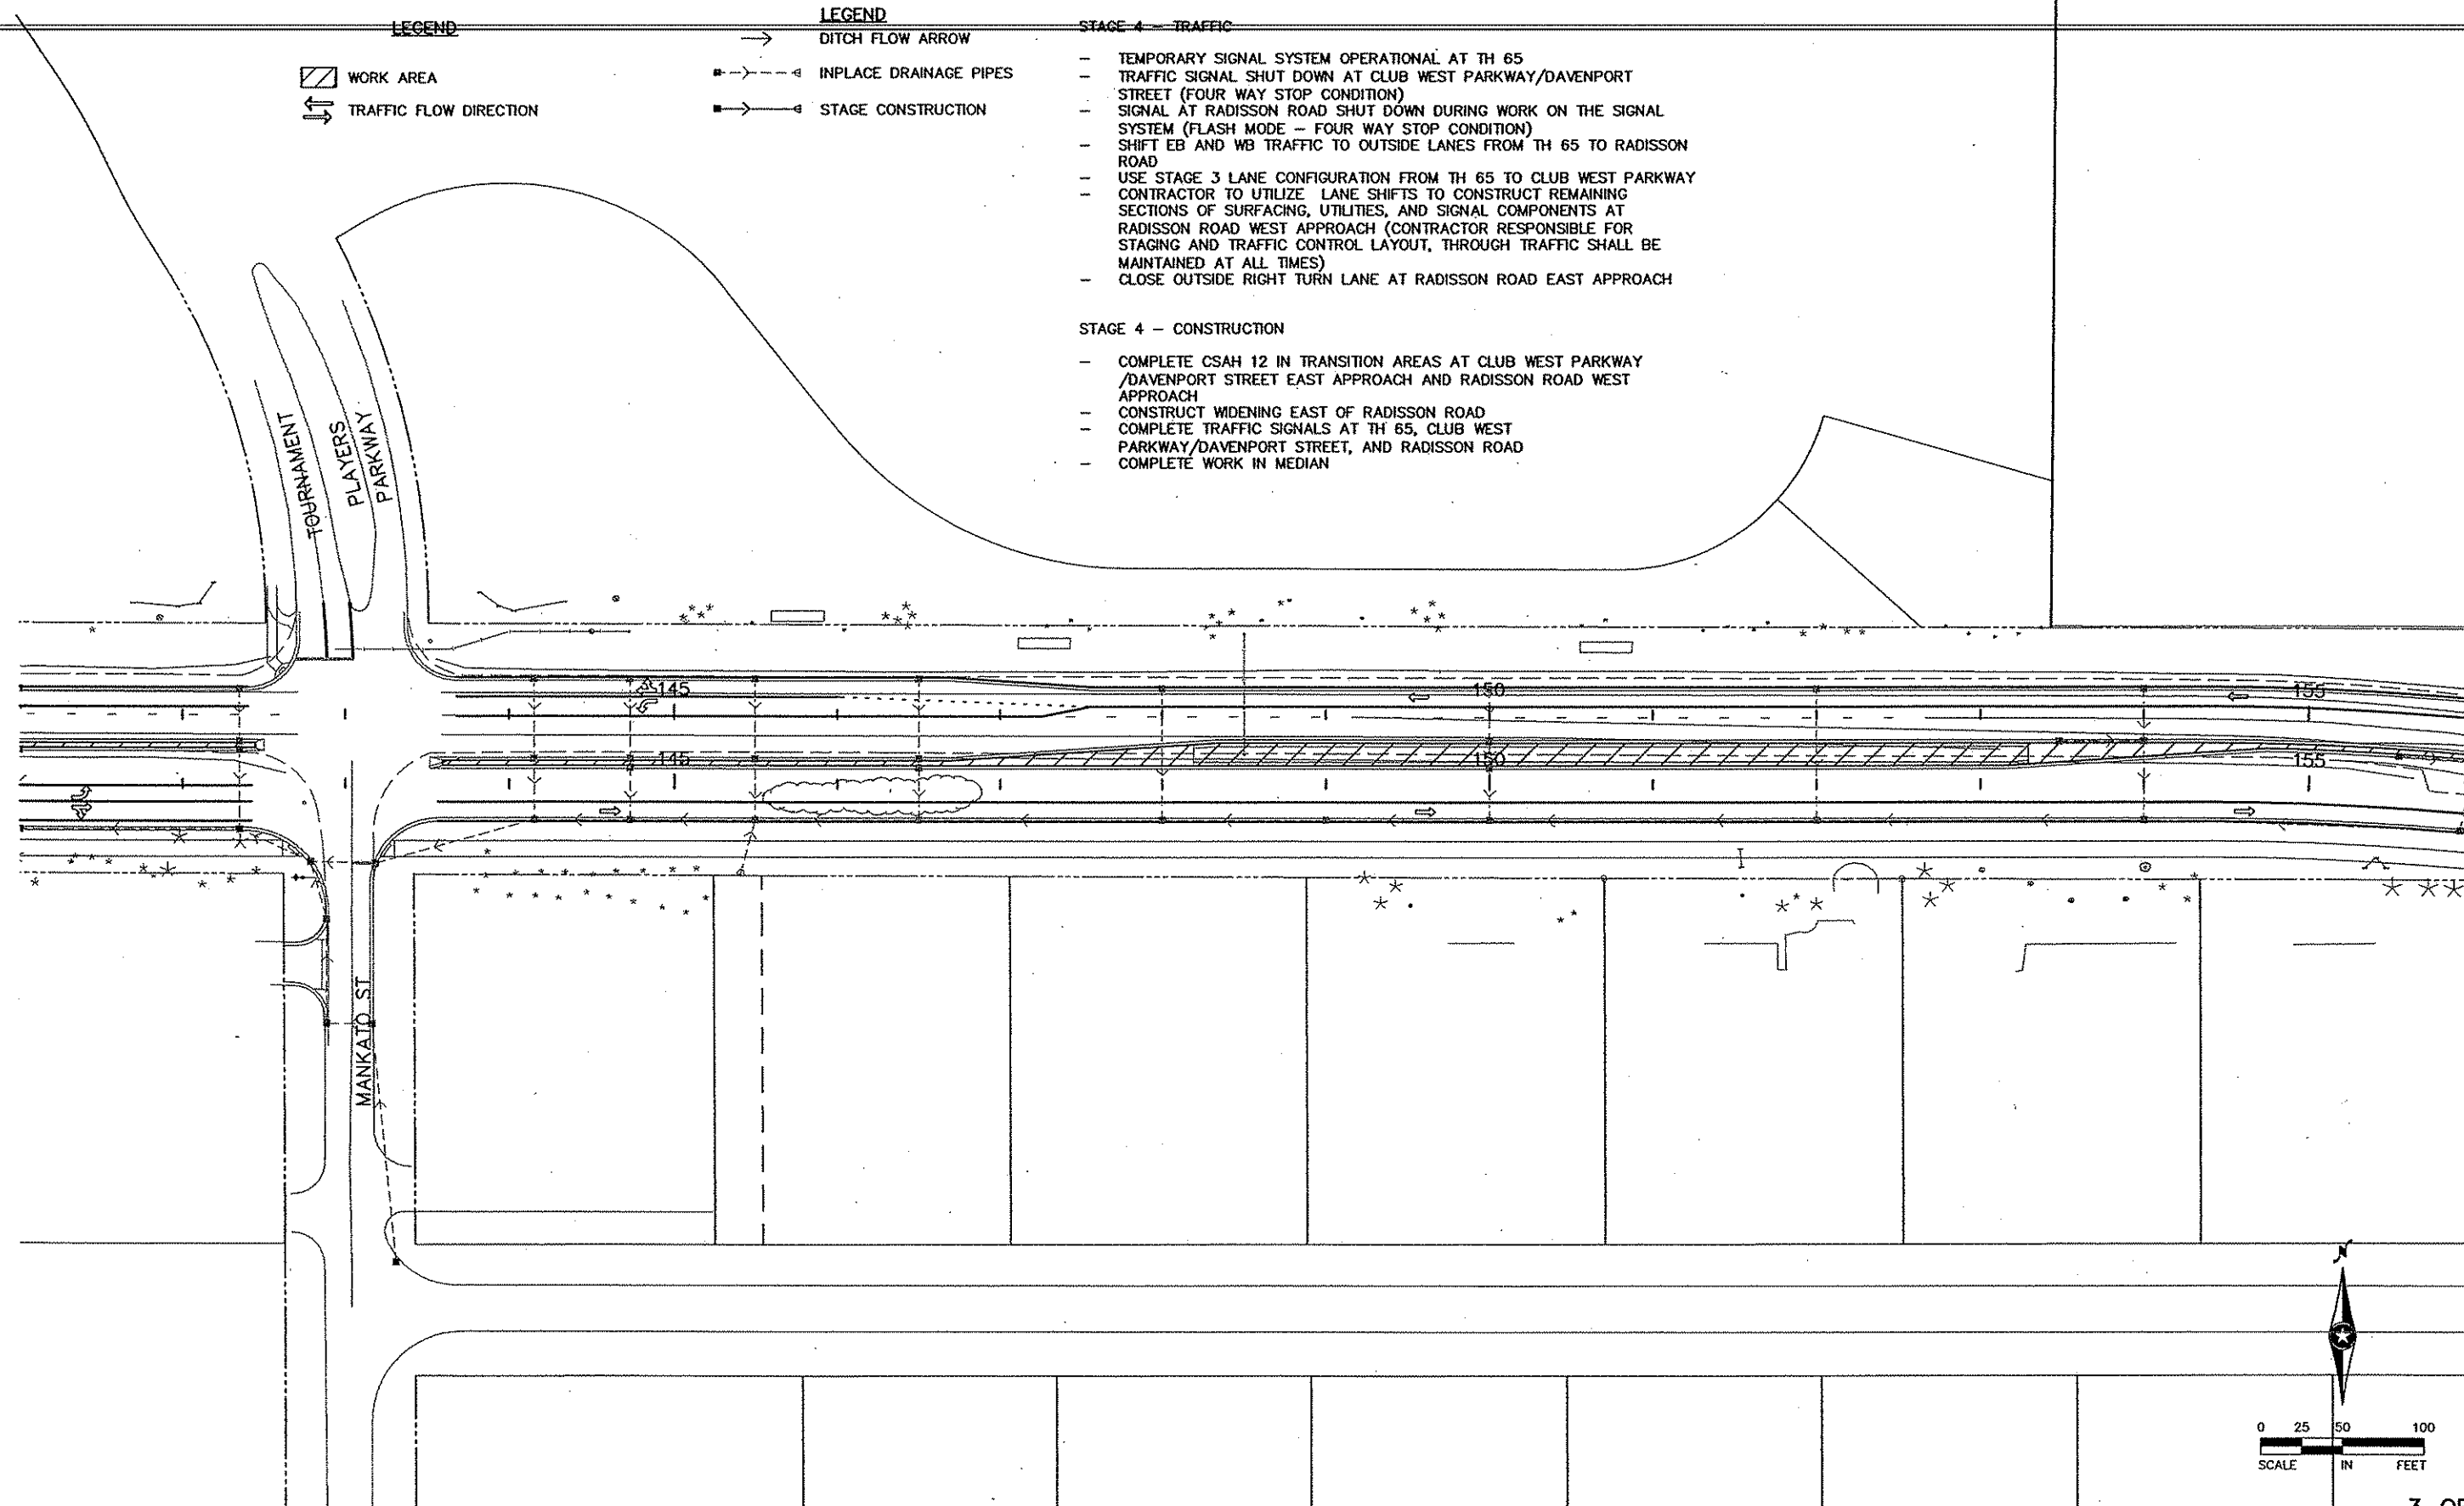 LEGEND
WORK AREA
TRAFFIC FLOW DIRECTION
LEGEND
DITCH FLOW ARROW
INPLACE DRAINAGE PIPES
STAGE CONSTRUCTION
STAGE 4 – TRAFFIC
– TEMPORARY SIGNAL SYSTEM OPERATIONAL AT TH 65
– TRAFFIC SIGNAL SHUT DOWN AT CLUB WEST PARKWAY/DAVENPORT
STREET (FOUR WAY STOP CONDITION)
– SIGNAL AT RADISSON ROAD SHUT DOWN DURING WORK ON THE SIGNAL
SYSTEM (FLASH MODE – FOUR WAY STOP CONDITION)
– SHIFT EB AND WB TRAFFIC TO OUTSIDE LANES FROM TH 65 TO RADISSON
ROAD
– USE STAGE 3 LANE CONFIGURATION FROM TH 65 TO CLUB WEST PARKWAY
– CONTRACTOR TO UTILIZE LANE SHIFTS TO CONSTRUCT REMAINING
SECTIONS OF SURFACING, UTILITIES, AND SIGNAL COMPONENTS AT
RADISSON ROAD WEST APPROACH (CONTRACTOR RESPONSIBLE FOR
STAGING AND TRAFFIC CONTROL LAYOUT, THROUGH TRAFFIC SHALL BE
MAINTAINED AT ALL TIMES)
– CLOSE OUTSIDE RIGHT TURN LANE AT RADISSON ROAD EAST APPROACH
STAGE 4 – CONSTRUCTION
– COMPLETE CSAH 12 IN TRANSITION AREAS AT CLUB WEST PARKWAY
/DAVENPORT STREET EAST APPROACH AND RADISSON ROAD WEST
APPROACH
– CONSTRUCT WIDENING EAST OF RADISSON ROAD
– COMPLETE TRAFFIC SIGNALS AT TH 65, CLUB WEST
PARKWAY/DAVENPORT STREET, AND RADISSON ROAD
– COMPLETE WORK IN MEDIAN
TOURNAMENT
PLAYERS
PARKWAY
145
150
155
145
150
155
MANKATO ST
N
0 25 50 100
SCALE IN FEET